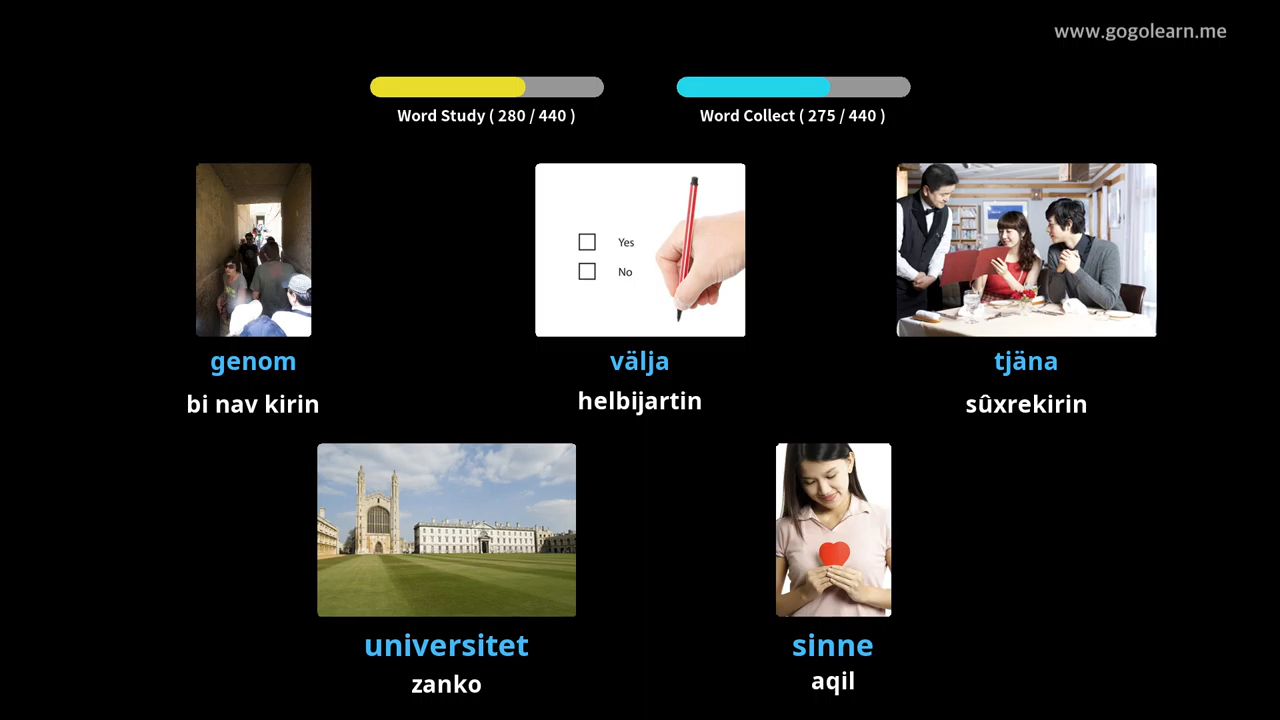 www.gogolearn.me
Word Study ( 280 / 440 )
Word Collect ( 275 / 440 )
Yes
No
genom
välja
tjäna
bi nav kirin
helbijartin
sûxrekirin
universitet
sinne
zanko
aqil